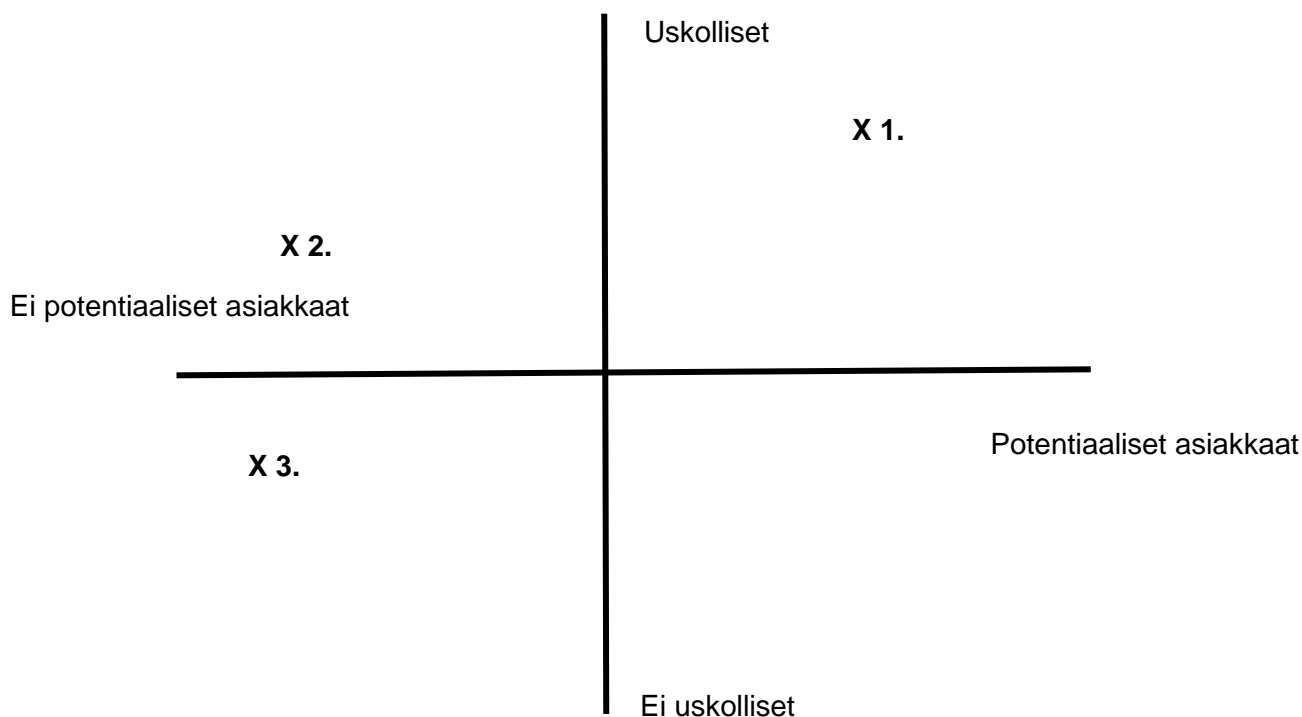 Uskolliset
X 1.
X 2.
Ei potentiaaliset asiakkaat
Potentiaaliset asiakkaat
X 3.
Ei uskolliset